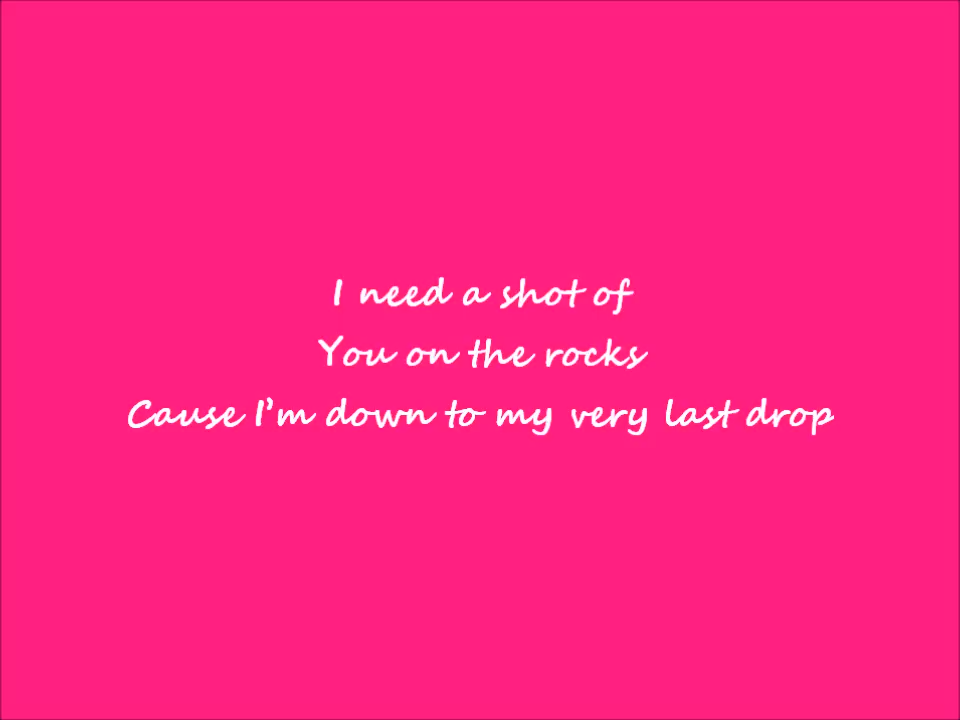 I need a shot of
You on the rocks
Cause I'm down to my very last drop